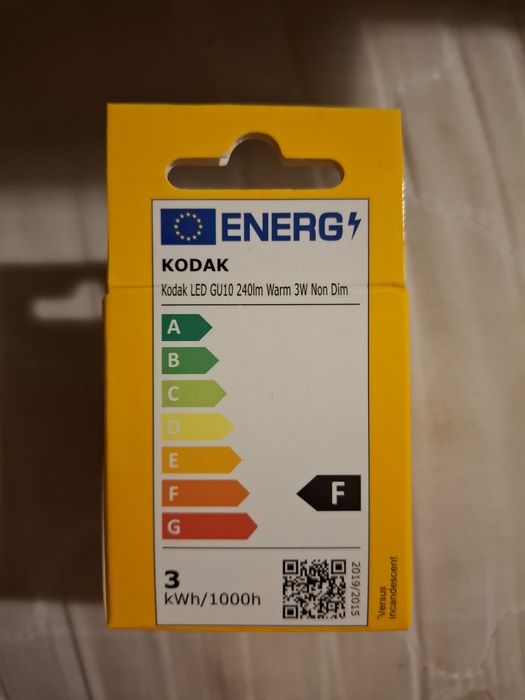 ENERG
KODAK
Kodak LED GU10 240lm Warm 3W Non Dim
A
B
C
D
E
F
F
G
3
kWh/1000h
2019/2015
*Versus
incandescent